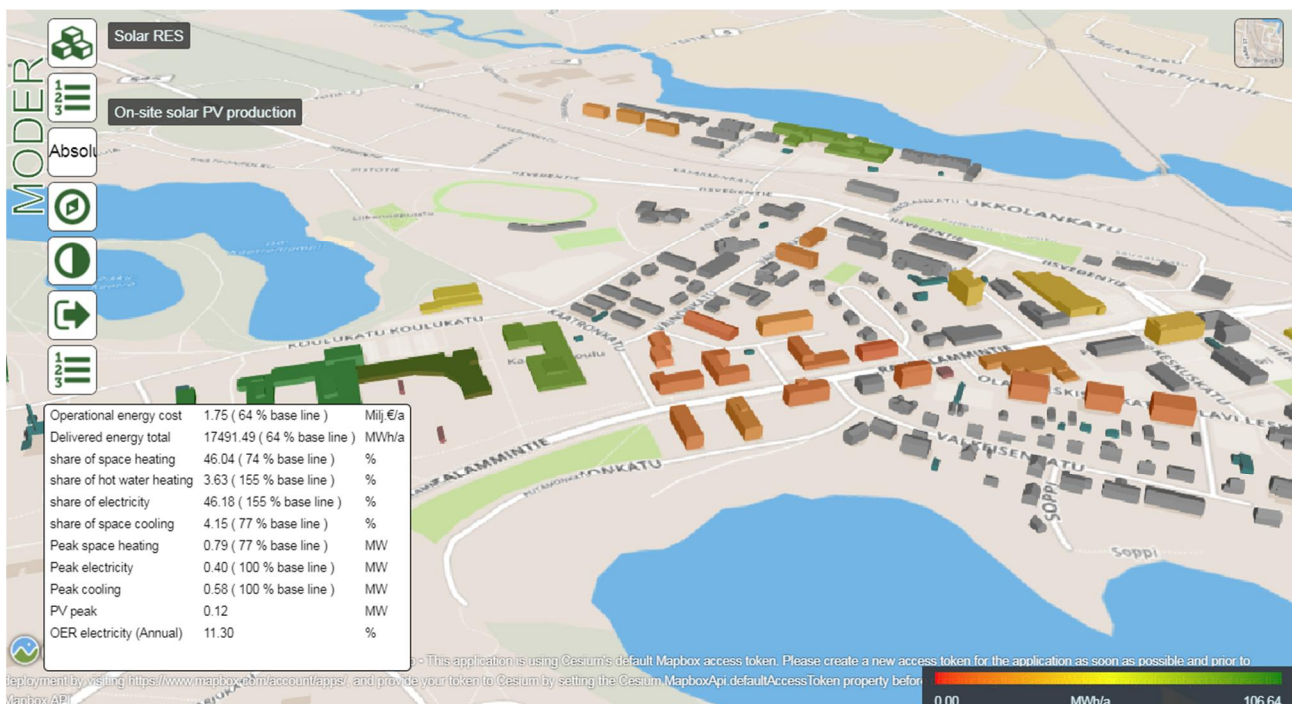 MODER
Solar RES
On-site solar PV production
Absolu
Operational energy cost 1.75 ( 64 % base line ) Milj.€/a
Delivered energy total 17491.49 ( 64 % base line ) MWh/a
share of space heating 46.04 ( 74 % base line ) %
share of hot water heating 3.63 ( 155 % base line ) %
share of electricity 46.18 ( 155 % base line ) %
share of space cooling 4.15 ( 77 % base line ) %
Peak space heating 0.79 ( 77 % base line ) MW
Peak electricity 0.40 ( 100 % base line ) MW
Peak cooling 0.58 ( 100 % base line ) MW
PV peak 0.12 MW
OER electricity (Annual) 11.30 %
KARTTULANTIE
UKKOLANKATU
IISVEDENTIE
IISVEDENTIE
KOULUKATU KOULUKATU
KAATRONKATU
VAINONKATU
SOPPI
Soppi
• This application is using Cesium's default Mapbox access token. Please create a new access token for the application as soon as possible and prior to
deployment by visiting https://www.mapbox.com/account/apps/, and provide your token to Cesium by setting the Cesium.MapboxApi.defaultAccessToken property before
Mapbox API
0.00 MWh/a 106.64